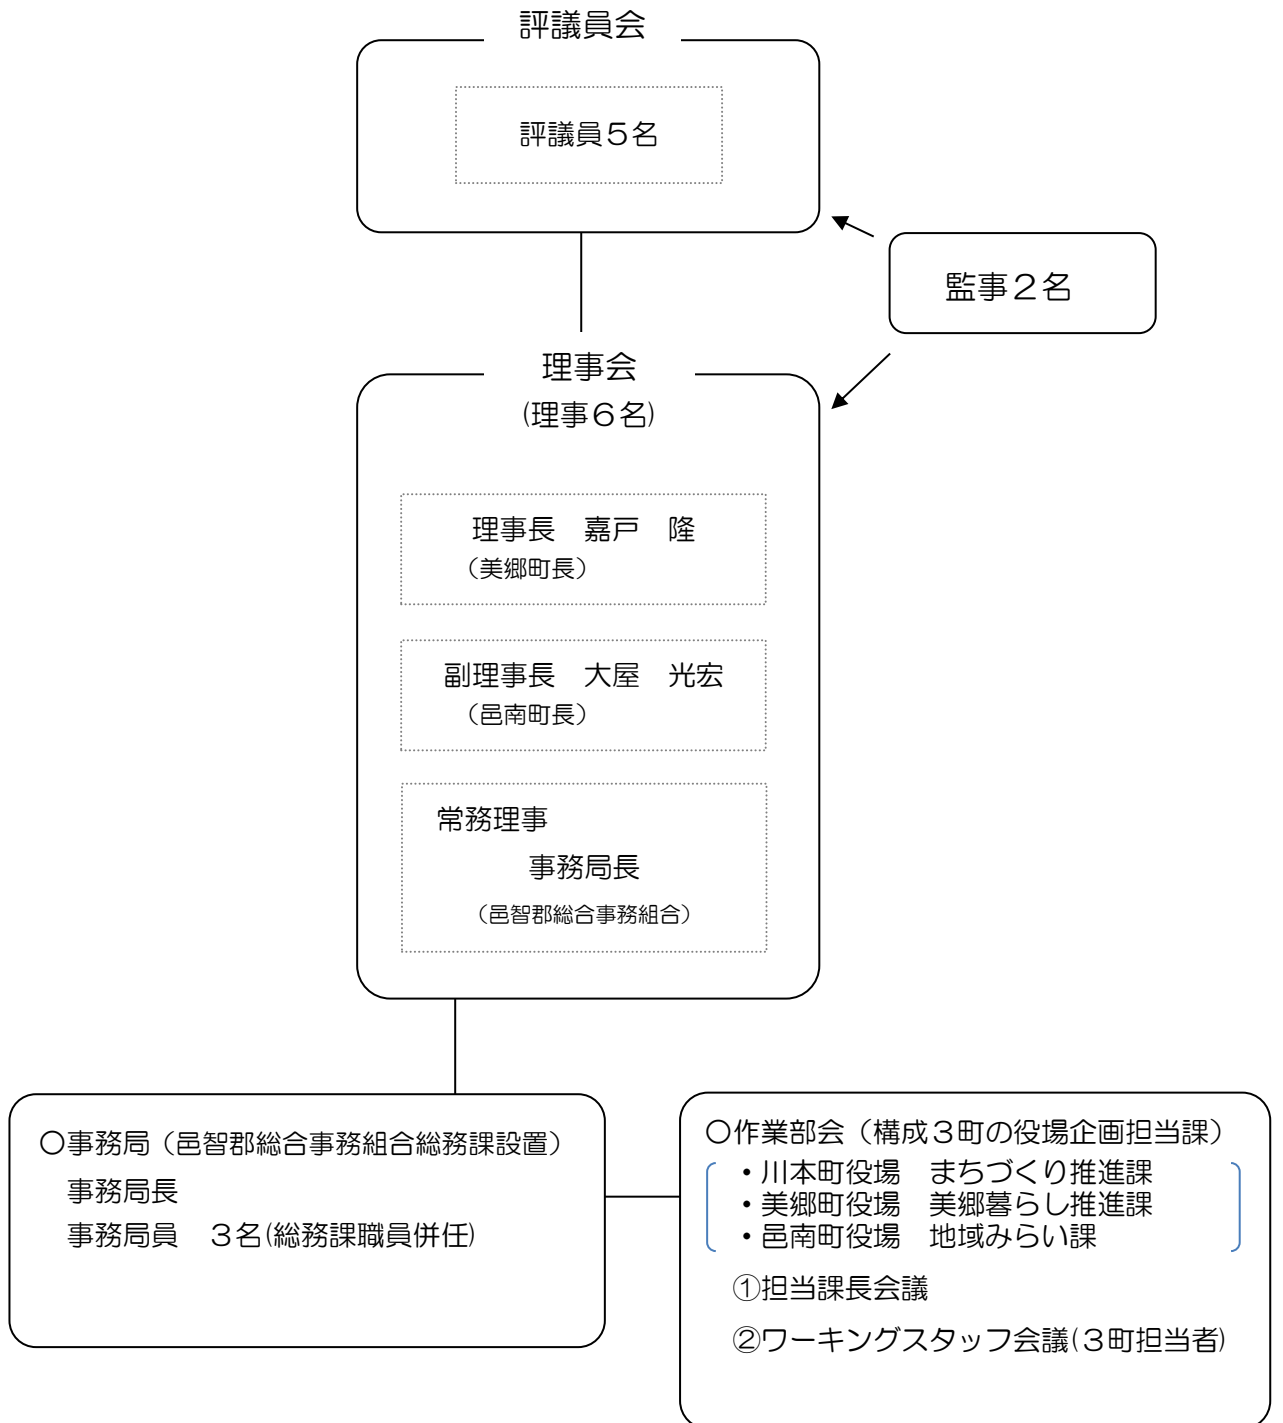 評議員会
評議員５名
監事２名
理事会
(理事６名)
理事長　嘉戸　隆
（美郷町長）
副理事長　大屋　光宏
（邑南町長）
常務理事
事務局長
（邑智郡総合事務組合）
〇事務局（邑智郡総合事務組合総務課設置）
事務局長
事務局員　３名(総務課職員併任)
〇作業部会（構成３町の役場企画担当課）
・川本町役場　まちづくり推進課
・美郷町役場　美郷暮らし推進課
・邑南町役場　地域みらい課
①担当課長会議
②ワーキングスタッフ会議(３町担当者)